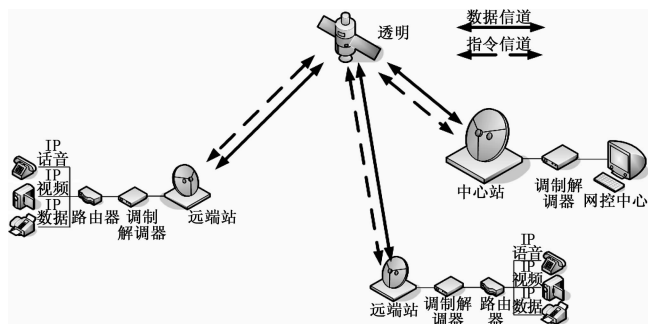 数据信道
指令信道
透明
IP
话音
IP
视频
IP
数据
路由器
调制
解调器
远端站
中心站
调制解
调器
网控中心
远端站
调制解
调器
路由
器
IP
语音
IP
视频
IP
数据